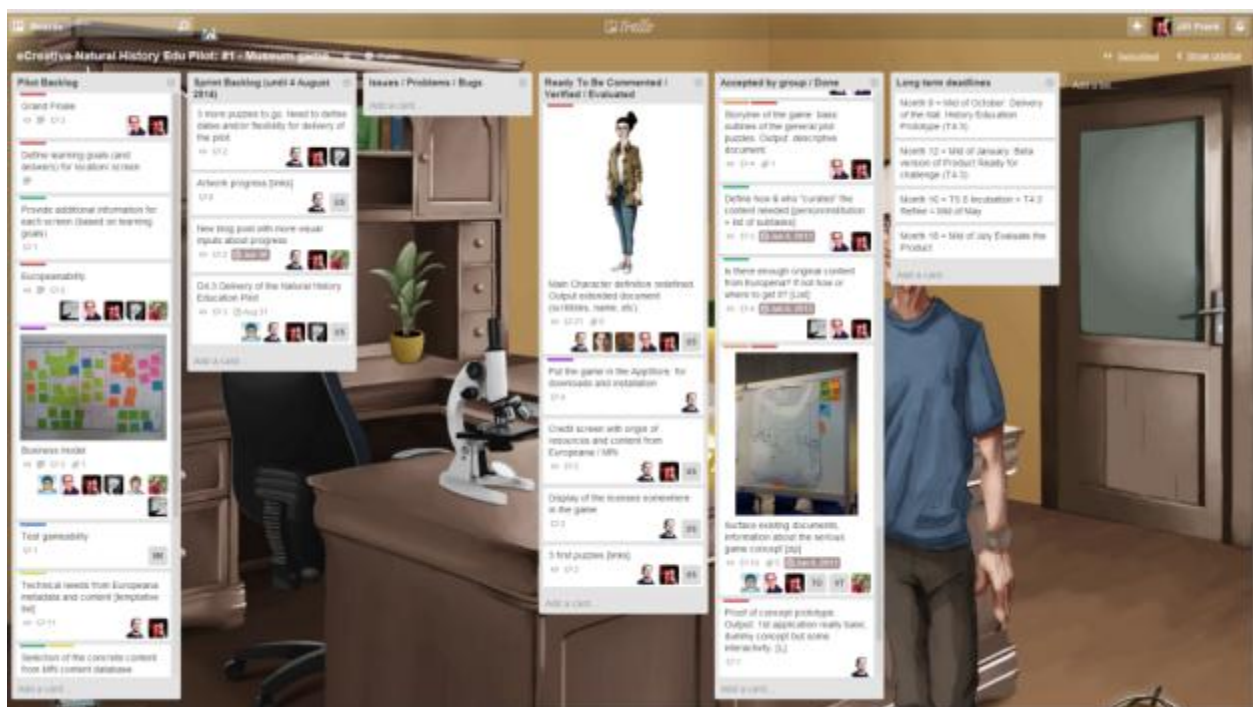 Trello
eCreative Natural History Edu Pilot: #1 - Museum game
Pilot Backlog
Grand Finale
Define learning goals (and
answers) for location/ screen
Provide additional information for
each screen (based on learning
goals)
Europeanability
Business model
Test gameability
Technical needs from Europeana
metadata and content [temptative
list]
Selection of the concrete content
from MfN content database
Add a card...
Sprint Backlog (until 4 August
2014)
3 more puzzles to go. Need to define
dates and/or flexibility for delivery of
the pilot
Artwork progress [links]
New blog post with more visual
inputs about progress
D4.3 Delivery of the Natural History
Education Pilot
Aug 31
Add a card...
Issues / Problems / Bugs
Add a card...
Ready To Be Commented /
Verified / Evaluated
Main Character definition redefined.
Output extended document
Put the game in the AppStore, for
downloads and installation
Credit screen with origin of
resources and content from
Europeana / MfN
Display of the licenses somewhere
in the game
3 first puzzles [links]
Add a card...
Accepted by group / Done
Storyline of the game: basic
outlines of the general plot
puzzles. Output: descriptive
document
Define how & who "curates" the
content needed [person/institution
+ list of subtasks]
Is there enough original content
from Europeana? If not how or
where to get it? [List]
Surface existing documents,
information about the serious
game concept [zip]
Proof of concept prototype.
Output: 1st application really basic,
dummy concept but some
interactivity. [L]
Add a card...
Long term deadlines
Month 9 = Mid of October: Delivery
of the Nat. History Education
Prototype (T4.3)
Month 12 = Mid of January: Beta
version of Product Ready for
challenge (T4.3)
Month 16 = T5.6 Incubation + T4.3
Refine = Mid of May
Month 18 = Mid of July Evaluate the
Product
Add a card...
Add a list...